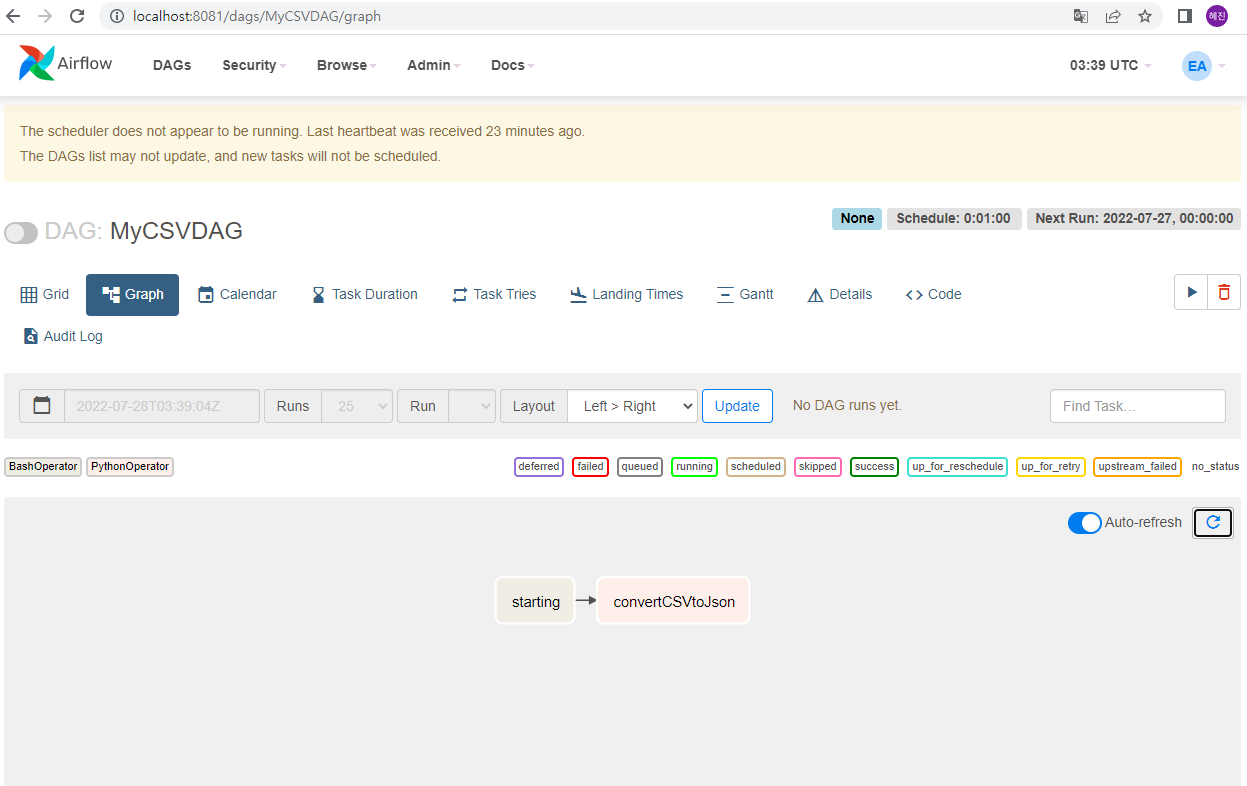 localhost:8081/dags/MyCSVDAG/graph
혜진
Airflow DAGs Security Browse Admin Docs 03:39 UTC EA
The scheduler does not appear to be running. Last heartbeat was received 23 minutes ago.
The DAGs list may not update, and new tasks will not be scheduled.
DAG: MyCSVDAG
None Schedule: 0:01:00 Next Run: 2022-07-27, 00:00:00
Grid Graph Calendar Task Duration Task Tries Landing Times Gantt Details <> Code
Audit Log
2022-07-28T03:39:04Z Runs 25 Run Layout Left > Right Update No DAG runs yet. Find Task...
BashOperator PythonOperator deferred failed queued running scheduled skipped success up_for_reschedule up_for_retry upstream_failed no_status
Auto-refresh
starting convertCSVtoJson